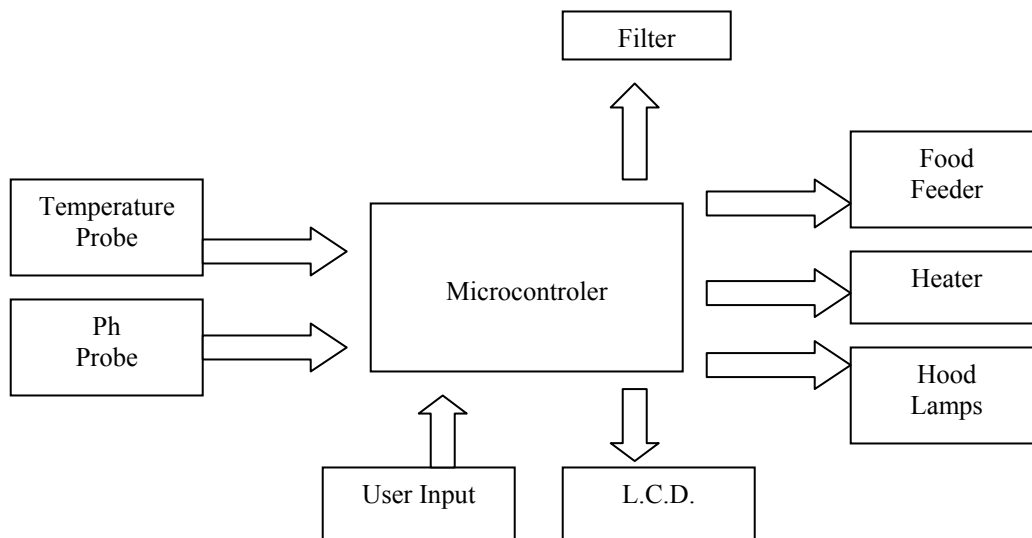 Filter
Food
Feeder
Temperature
Probe
Microcontroler
Heater
Ph
Probe
Hood
Lamps
User Input
L.C.D.